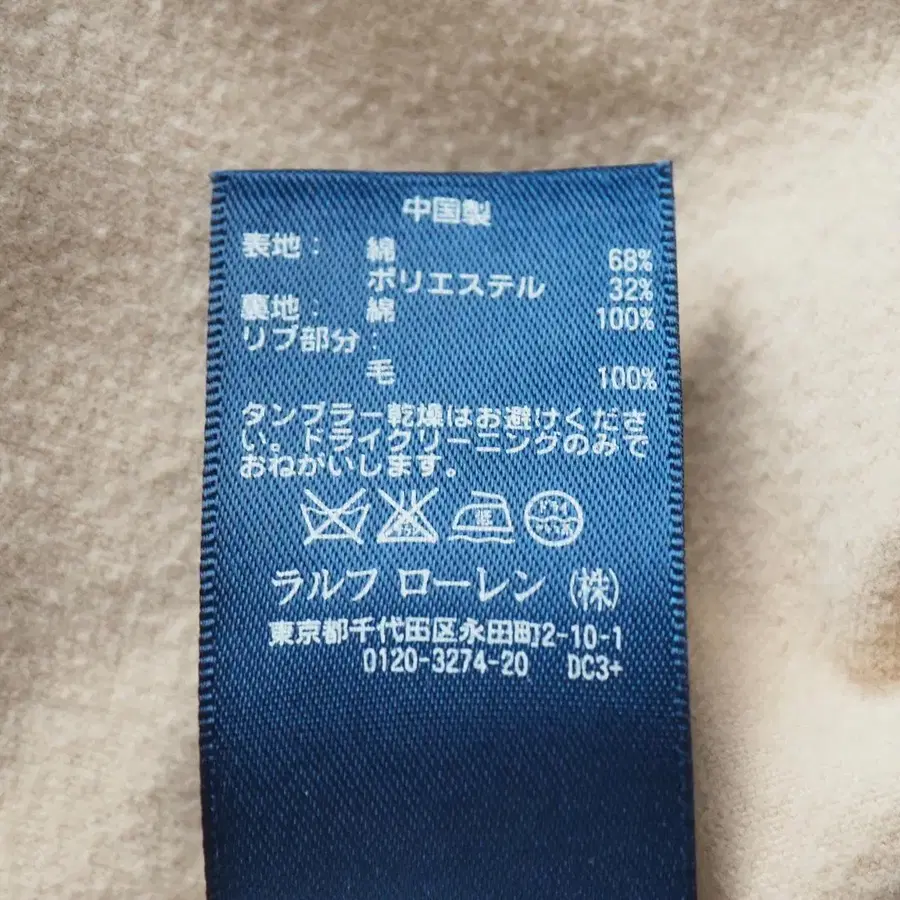 中国製
表地： 綿 68%
ポリエステル 32%
裏地： 綿 100%
リブ部分：
毛 100%
タンブラー乾燥はお避けくださ
い。ドライクリーニングのみで
おねがいします。
低 ドライ
ラルフ ローレン (株)
東京都千代田区永田町2-10-1
0120-3274-20 DC3+